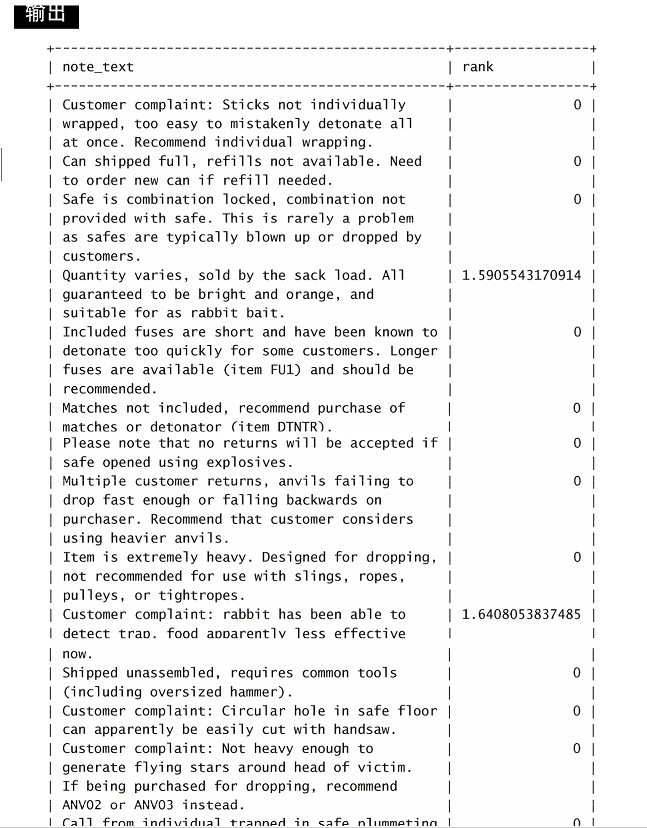 输出
+----------------------------------------------+----------------+
| note_text | rank |
+----------------------------------------------+----------------+
| Customer complaint: Sticks not individually | 0 |
| wrapped, too easy to mistakenly detonate all | |
| at once. Recommend individual wrapping. | |
| Can shipped full, refills not available. Need | 0 |
| to order new can if refill needed. | |
| Safe is combination locked, combination not | 0 |
| provided with safe. This is rarely a problem | |
| as safes are typically blown up or dropped by | |
| customers. | |
| Quantity varies, sold by the sack load. All | 1.5905543170914 |
| guaranteed to be bright and orange, and | |
| suitable for as rabbit bait. | |
| Included fuses are short and have been known to | 0 |
| detonate too quickly for some customers. Longer | |
| fuses are available (item FU1) and should be | |
| recommended. | |
| Matches not included, recommend purchase of | 0 |
| matches or detonator (item DTNTR). | |
| Please note that no returns will be accepted if | 0 |
| safe opened using explosives. | |
| Multiple customer returns, anvils failing to | 0 |
| drop fast enough or falling backwards on | |
| purchaser. Recommend that customer considers | |
| using heavier anvils. | |
| Item is extremely heavy. Designed for dropping, | 0 |
| not recommended for use with slings, ropes, | |
| pulleys, or tightropes. | |
| Customer complaint: rabbit has been able to | 1.6408053837485 |
| detect trap, food apparently less effective | |
| now. | |
| Shipped unassembled, requires common tools | 0 |
| (including oversized hammer). | |
| Customer complaint: Circular hole in safe floor | 0 |
| can apparently be easily cut with handsaw. | |
| Customer complaint: Not heavy enough to | 0 |
| generate flying stars around head of victim. | |
| If being purchased for dropping, recommend | |
| ANV02 or ANV03 instead. | |
| Call from individual trapped in safe plummeting | 0 |